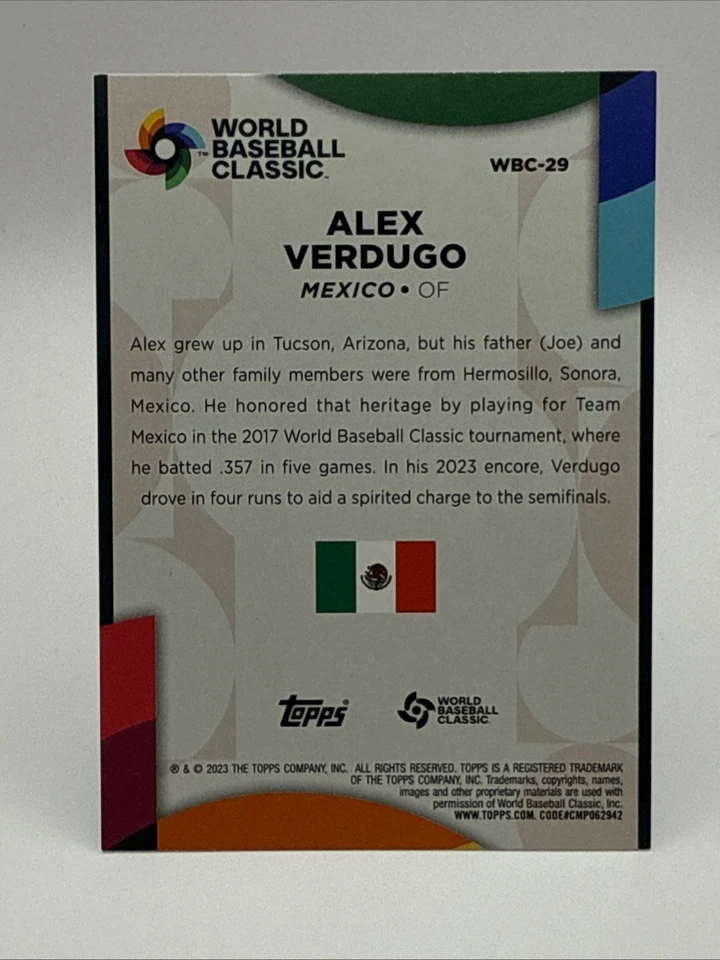 WORLD
BASEBALL
CLASSIC™
WBC-29
ALEX
VERDUGO
MEXICO • OF
Alex grew up in Tucson, Arizona, but his father (Joe) and
many other family members were from Hermosillo, Sonora,
Mexico. He honored that heritage by playing for Team
Mexico in the 2017 World Baseball Classic tournament, where
he batted .357 in five games. In his 2023 encore, Verdugo
drove in four runs to aid a spirited charge to the semifinals.
Topps®
WORLD
BASEBALL
CLASSIC
® & © 2023 THE TOPPS COMPANY, INC. ALL RIGHTS RESERVED. TOPPS IS A REGISTERED TRADEMARK
OF THE TOPPS COMPANY, INC. Trademarks, copyrights, names,
images and other proprietary materials are used with
permission of World Baseball Classic, Inc.
WWW.TOPPS.COM. CODE#CMP062942